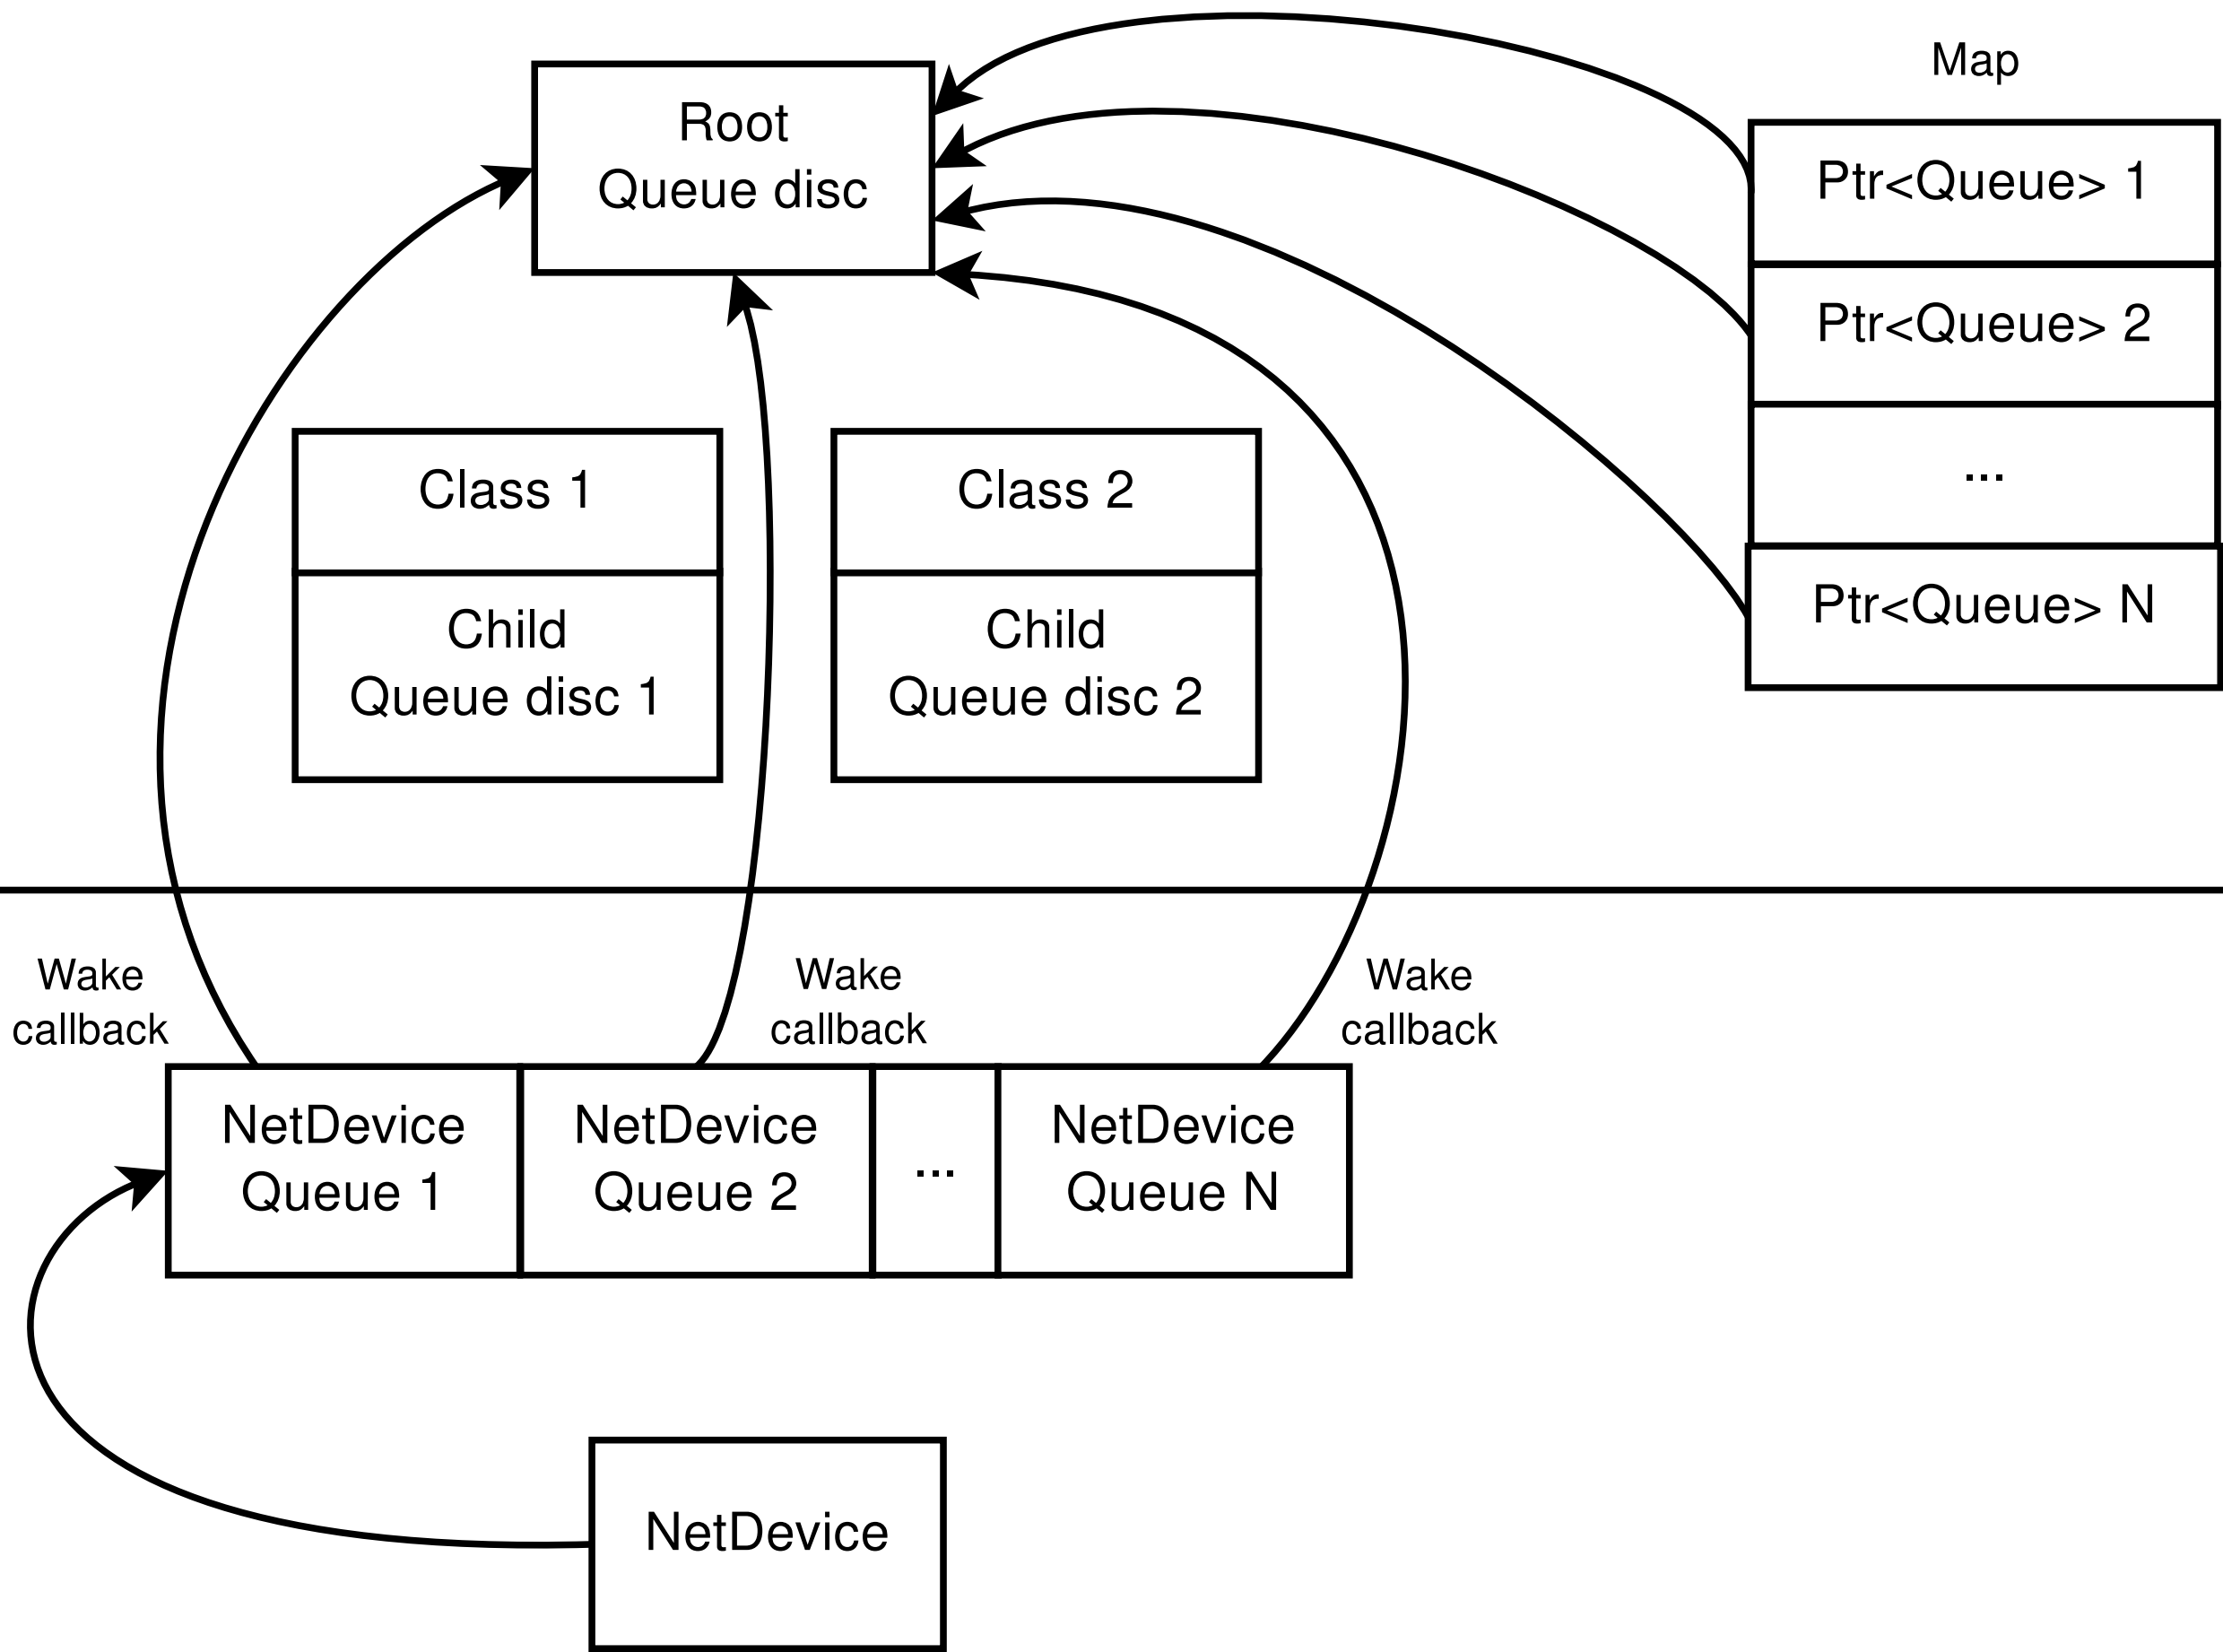 Map
Root
Queue disc
Ptr<Queue> 1
Ptr<Queue> 2
...
Ptr<Queue> N
Class 1
Child
Queue disc 1
Class 2
Child
Queue disc 2
Wake
callback
Wake
callback
Wake
callback
NetDevice
Queue 1
NetDevice
Queue 2
...
NetDevice
Queue N
NetDevice